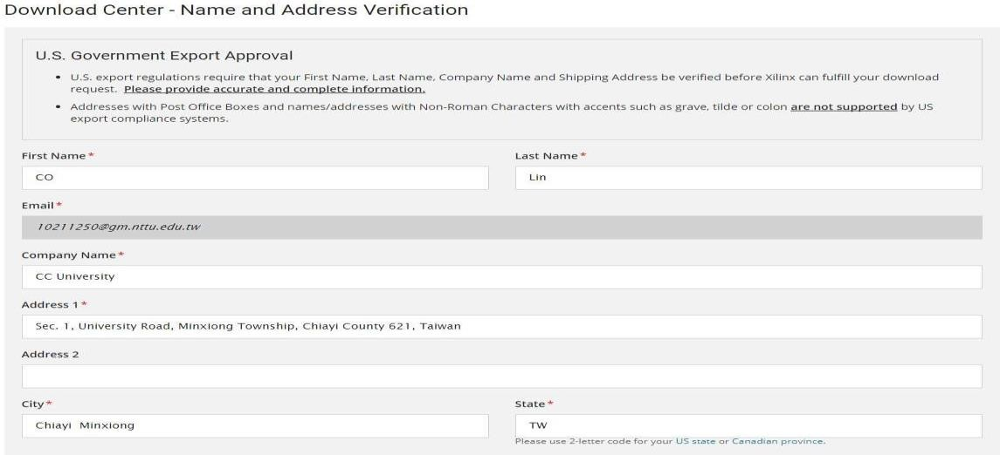 Download Center - Name and Address Verification
U.S. Government Export Approval
• U.S. export regulations require that your First Name, Last Name, Company Name and Shipping Address be verified before Xilinx can fulfill your download
request. Please provide accurate and complete information.
• Addresses with Post Office Boxes and names/addresses with Non-Roman Characters with accents such as grave, tilde or colon are not supported by US
export compliance systems.
First Name * Last Name *
CO Lin
Email *
10211250@gm.nttu.edu.tw
Company Name *
CC University
Address 1 *
Sec. 1, University Road, Minxiong Township, Chiayi County 621, Taiwan
Address 2
City * State *
Chiayi Minxiong TW
Please use 2-letter code for your US state or Canadian province.